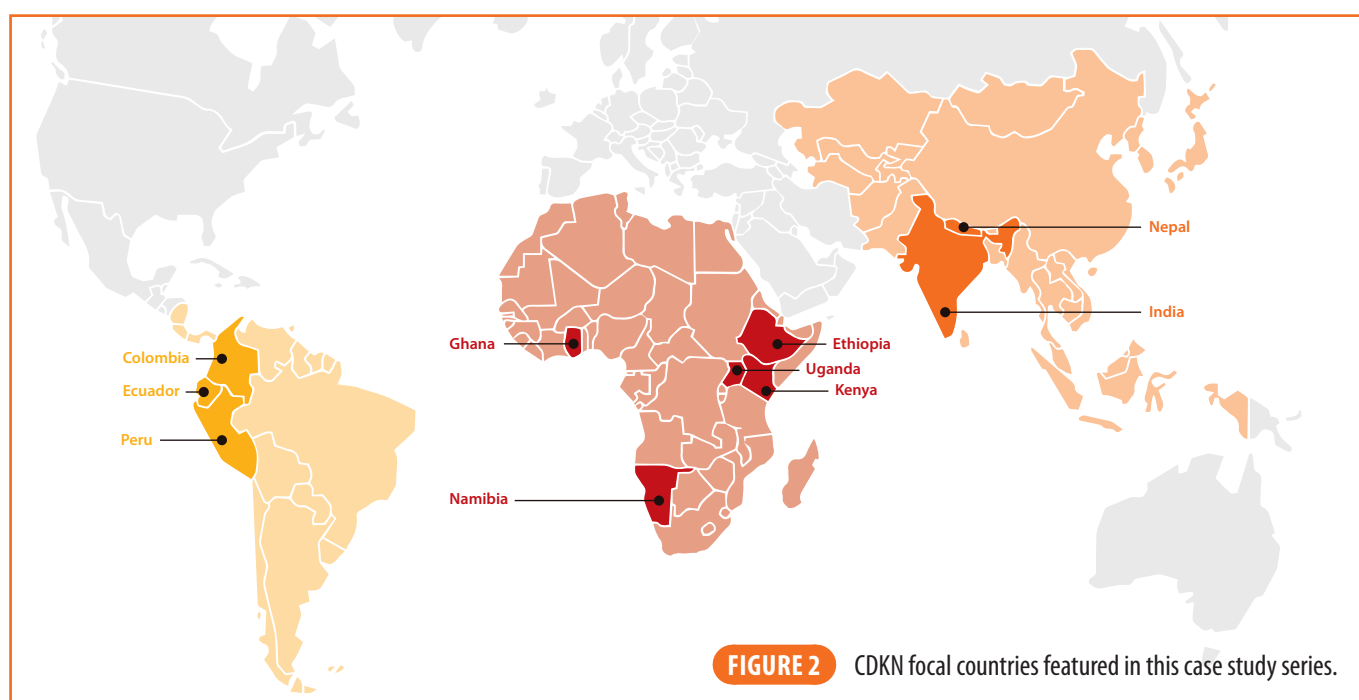 Nepal
India
Ghana
Ethiopia
Uganda
Kenya
Colombia
Ecuador
Peru
Namibia
FIGURE 2 CDKN focal countries featured in this case study series.